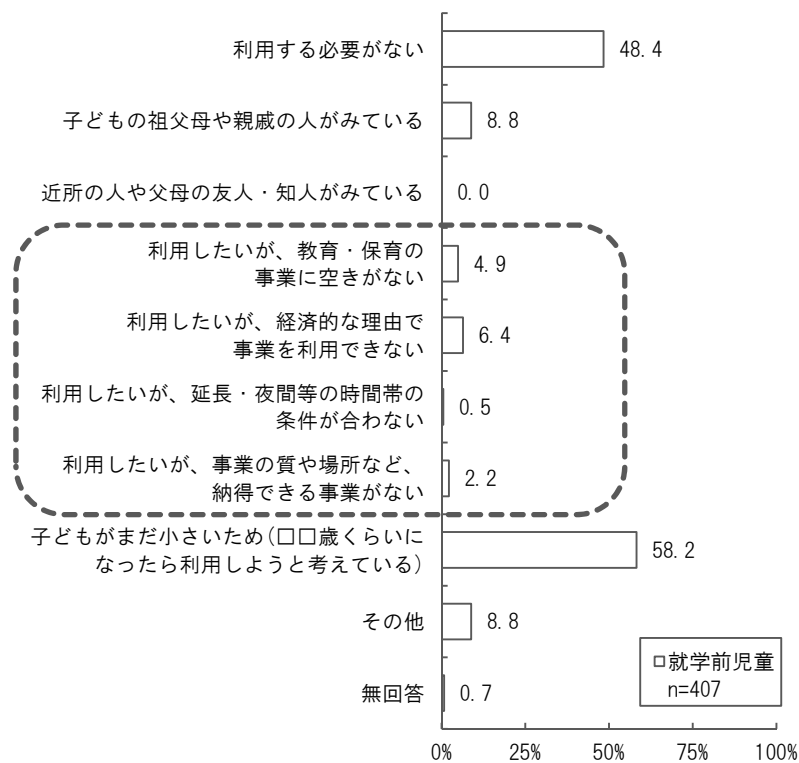 利用する必要がない
48.4
子どもの祖父母や親戚の人がみている
8.8
近所の人や父母の友人・知人がみている
0.0
利用したいが、教育・保育の
事業に空きがない
4.9
利用したいが、経済的な理由で
事業を利用できない
6.4
利用したいが、延長・夜間等の時間帯の
条件が合わない
0.5
利用したいが、事業の質や場所など、
納得できる事業がない
2.2
子どもがまだ小さいため(□□歳くらいに
なったら利用しようと考えている)
58.2
その他
8.8
無回答
0.7
就学前児童
n=407
0%
25%
50%
75%
100%